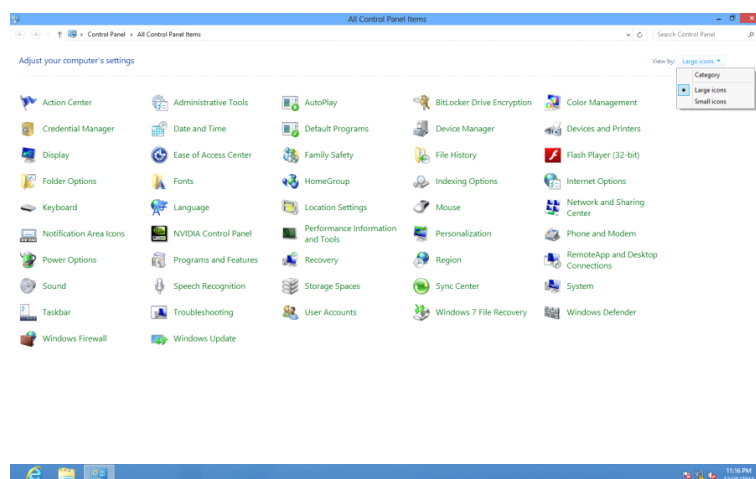 All Control Panel Items
Control Panel
All Control Panel Items
Search Control Panel
Adjust your computer's settings
View by: Large icons
Category
Large icons
Small icons
Action Center
Administrative Tools
AutoPlay
BitLocker Drive Encryption
Color Management
Credential Manager
Date and Time
Default Programs
Device Manager
Devices and Printers
Display
Ease of Access Center
Family Safety
File History
Flash Player (32-bit)
Folder Options
Fonts
HomeGroup
Indexing Options
Internet Options
Keyboard
Language
Location Settings
Mouse
Network and Sharing
Center
Notification Area Icons
NVIDIA Control Panel
Performance Information
and Tools
Personalization
Phone and Modem
Power Options
Programs and Features
Recovery
Region
RemoteApp and Desktop
Connections
Sound
Speech Recognition
Storage Spaces
Sync Center
System
Taskbar
Troubleshooting
User Accounts
Windows 7 File Recovery
Windows Defender
Windows Firewall
Windows Update
11:16 PM